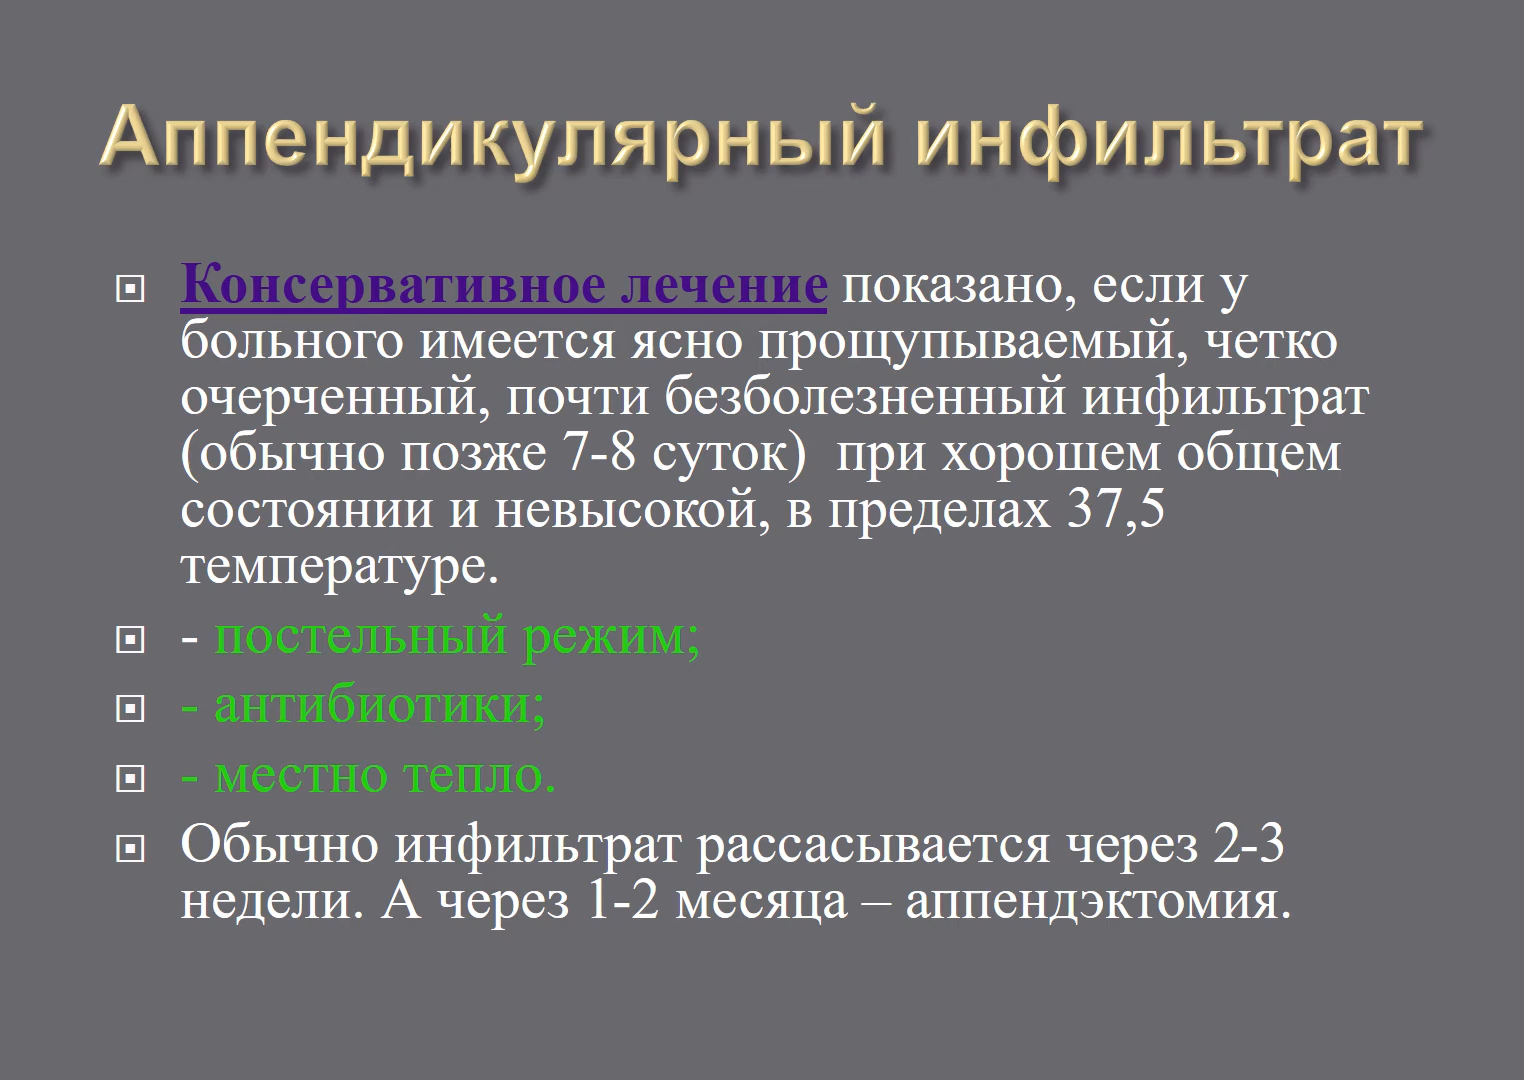 Аппендикулярный инфильтрат
Консервативное лечение показано, если у
больного имеется ясно прощупываемый, четко
очерченный, почти безболезненный инфильтрат
(обычно позже 7-8 суток) при хорошем общем
состоянии и невысокой, в пределах 37,5
температуре.
- постельный режим;
- антибиотики;
- местно тепло.
Обычно инфильтрат рассасывается через 2-3
недели. А через 1-2 месяца – аппендэктомия.